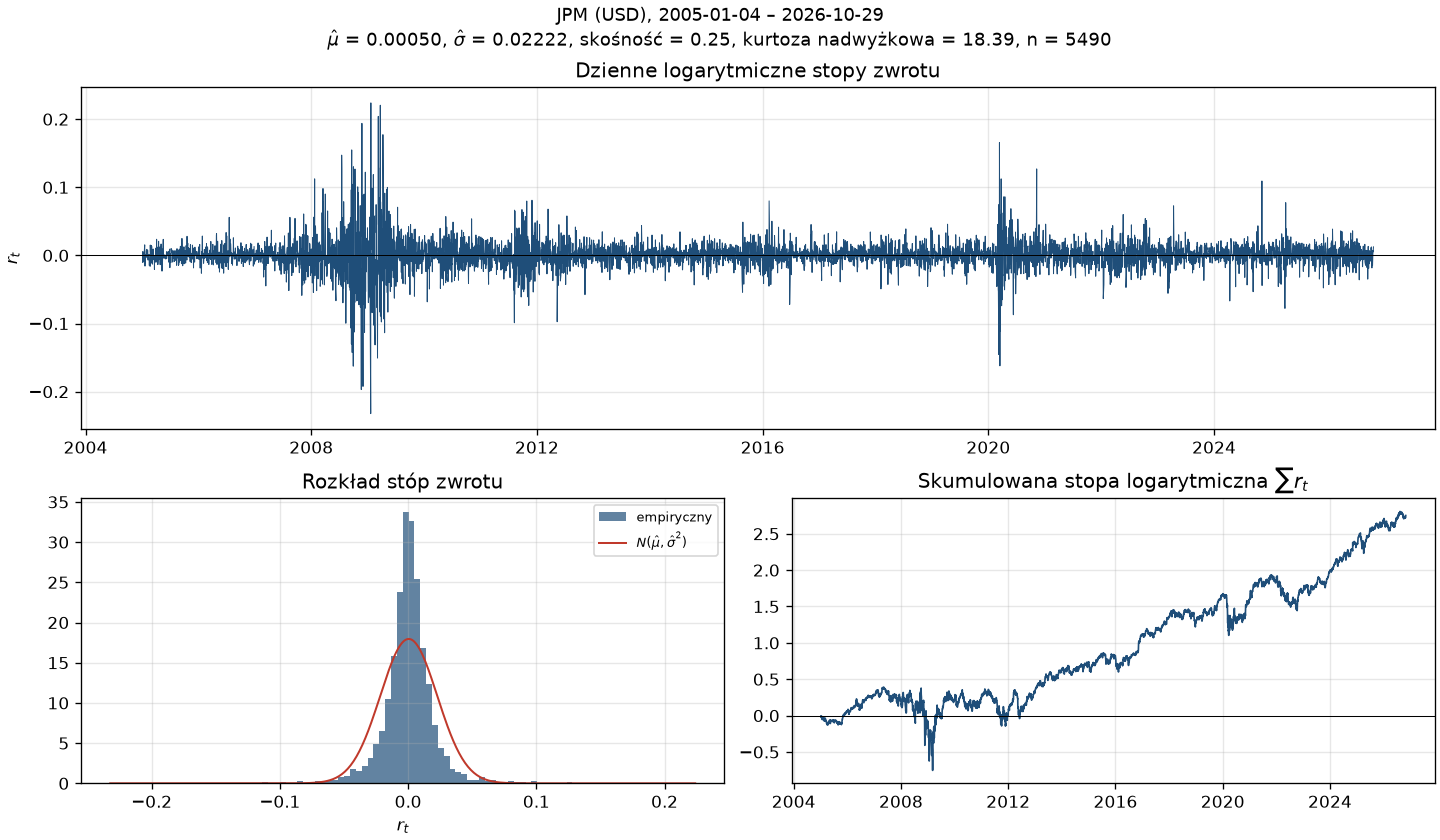 JPM (USD), 2005-01-04 – 2026-10-29
μ̂ = 0.00050, σ̂ = 0.02222, skośność = 0.25, kurtoza nadwyżkowa = 18.39, n = 5490
Dzienne logarytmiczne stopy zwrotu
0.2
0.1
0.0
−0.1
−0.2
r_t
2004 2008 2012 2016 2020 2024
Rozkład stóp zwrotu
35
30
25
20
15
10
5
0
empiryczny
N(μ̂, σ̂²)
−0.2 −0.1 0.0 0.1 0.2
r_t
Skumulowana stopa logarytmiczna ∑r_t
2.5
2.0
1.5
1.0
0.5
0.0
−0.5
2004 2008 2012 2016 2020 2024